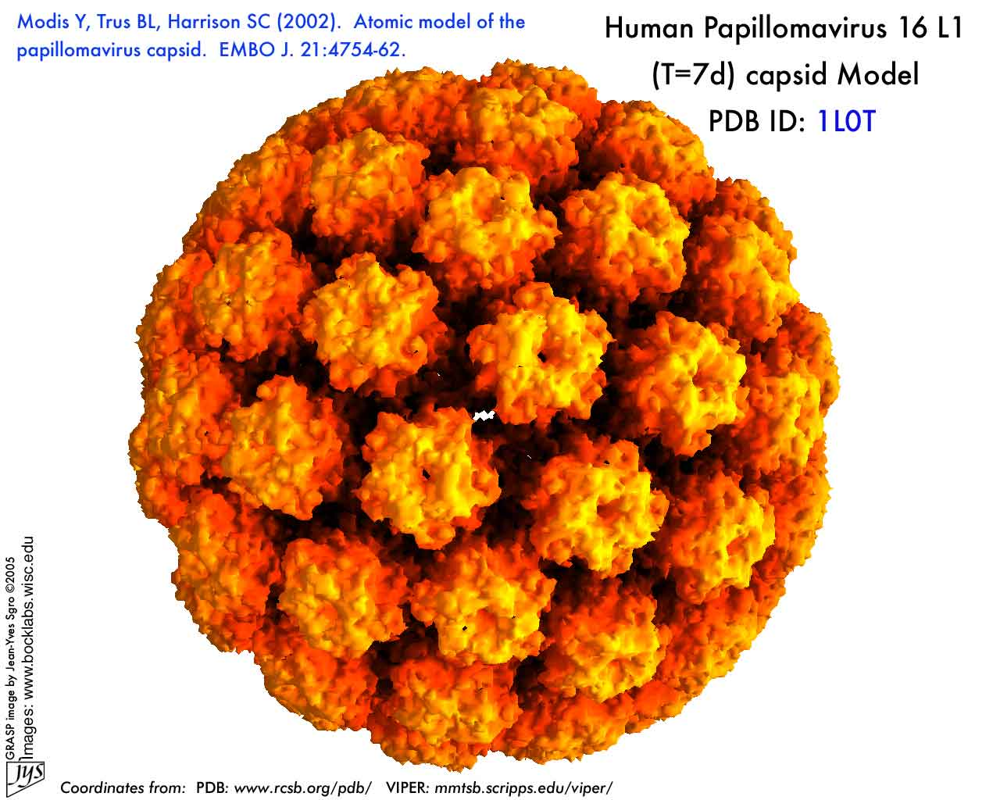 Modis Y, Trus BL, Harrison SC (2002).  Atomic model of the
papillomavirus capsid.  EMBO J. 21:4754-62.
Human Papillomavirus 16 L1
(T=7d) capsid Model
PDB ID: 1L0T
GRASP image by Jean-Yves Sgro ©2005
Images: www.bocklabs.wisc.edu
JYS
Coordinates from:  PDB: www.rcsb.org/pdb/   VIPER: mmtsb.scripps.edu/viper/